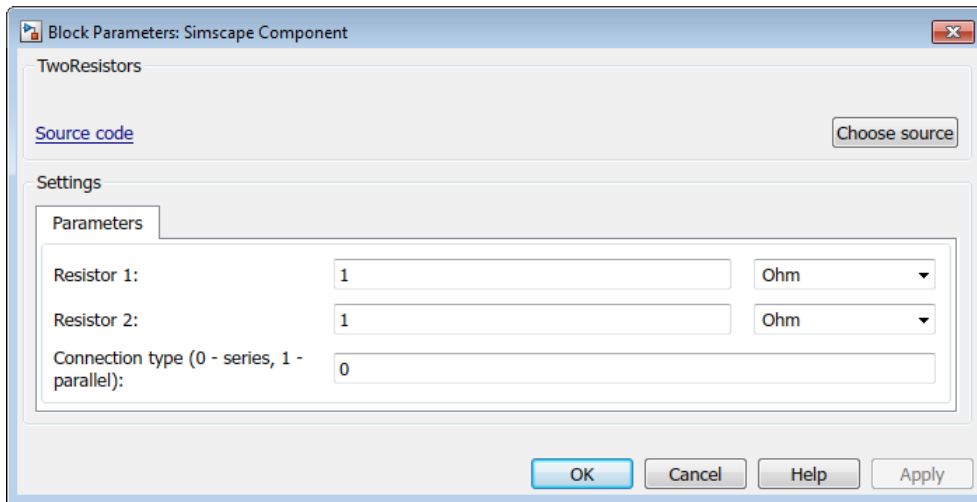 Block Parameters: Simscape Component
TwoResistors
Source code
Choose source
Settings
Parameters
Resistor 1:
1
Ohm
Resistor 2:
1
Ohm
Connection type (0 - series, 1 -
parallel):
0
OK
Cancel
Help
Apply